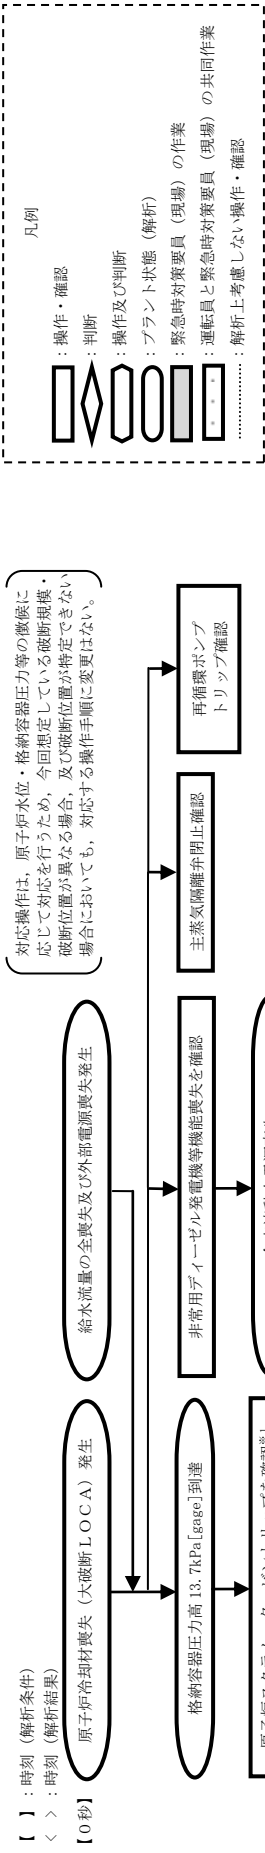 【　】：時刻（解析条件）
＜　＞：時刻（解析結果）
【0秒】
原子炉冷却材喪失（大破断ＬＯＣＡ）発生
給水流量の全喪失及び外部電源喪失発生
対応操作は，原子炉水位・格納容器圧力等の徴候に
応じて対応を行うため，今回想定している破断規模・
破断位置が異なる場合，及び破断位置が特定できない
場合においても，対応する操作手順に変更はない。
格納容器圧力高 13.7kPa[gage]到達
非常用ディーゼル発電機等機能喪失を確認
主蒸気隔離弁閉止確認
再循環ポンプ
トリップ確認
凡例
：操作・確認
：判断
：操作及び判断
：プラント状態（解析）
：緊急時対策要員（現場）の作業
：運転員と緊急時対策要員（現場）の共同作業
：解析上考慮しない操作・確認